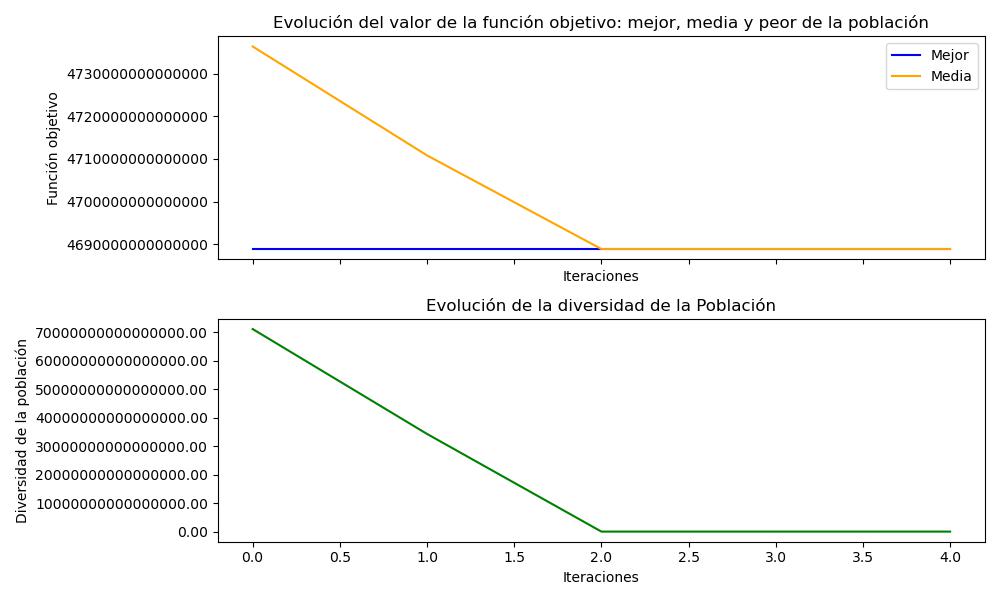 Evolución del valor de la función objetivo: mejor, media y peor de la población
Mejor
Media
4730000000000000
4720000000000000
4710000000000000
4700000000000000
4690000000000000
Función objetivo
Iteraciones
Evolución de la diversidad de la Población
70000000000000000.00
60000000000000000.00
50000000000000000.00
40000000000000000.00
30000000000000000.00
20000000000000000.00
10000000000000000.00
0.00
Diversidad de la población
0.0 0.5 1.0 1.5 2.0 2.5 3.0 3.5 4.0
Iteraciones